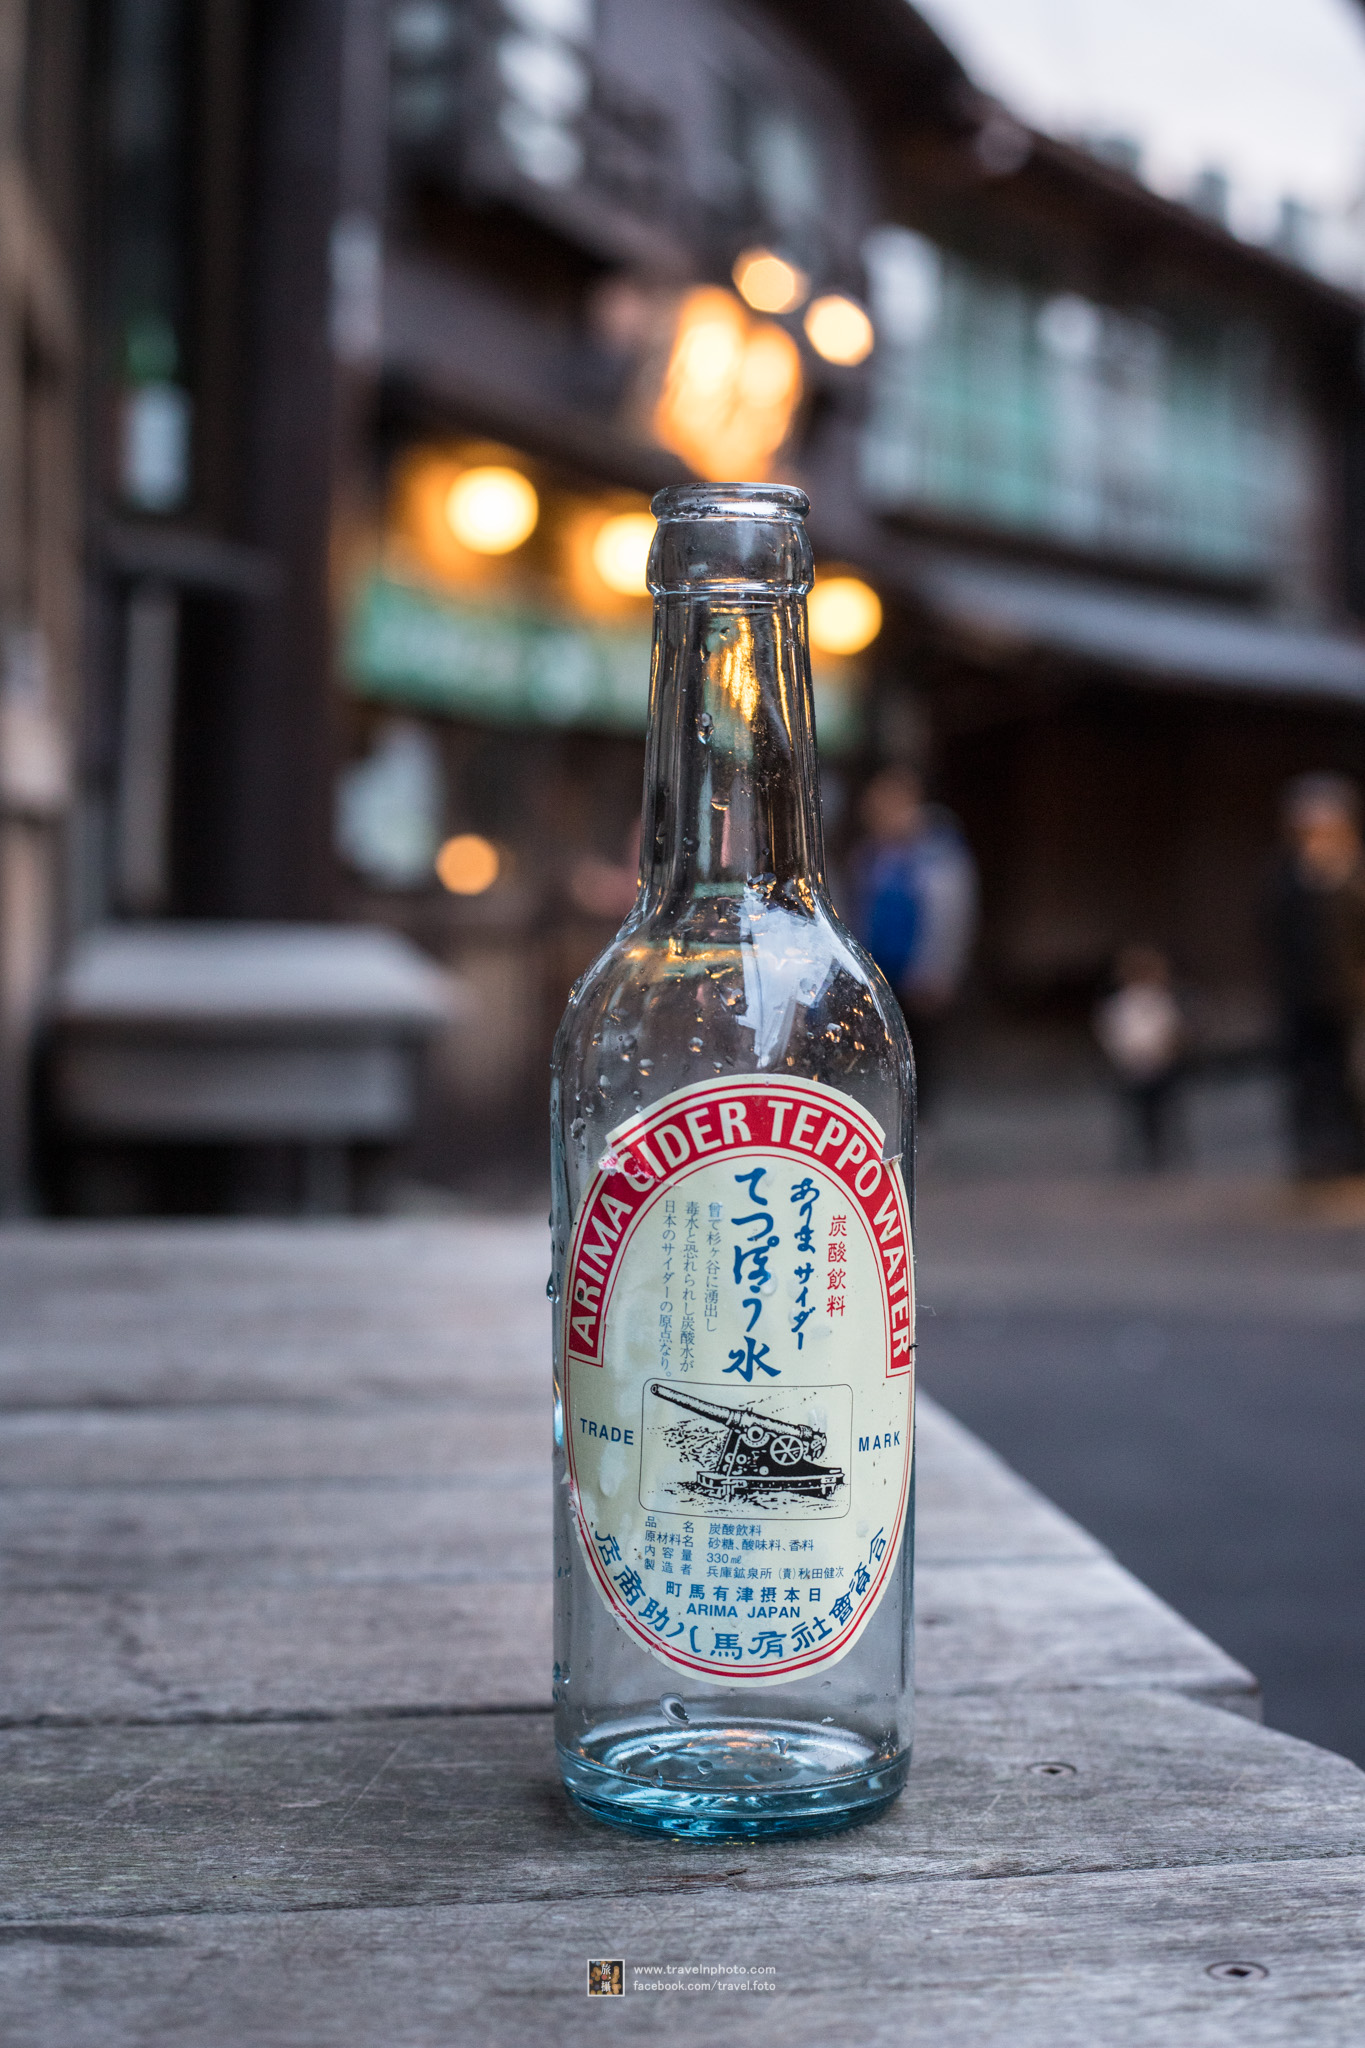 ARIMA CIDER TEPPO WATER
炭酸飲料
ありまサイダー
てっぽう水
曾て杉ヶ谷に湧出し
毒水と恐れられし炭酸水が
日本のサイダーの原点なり。
TRADE MARK
品 名 炭酸飲料
原材料名 砂糖、酸味料、香料
内容量 330㎖
製造者 兵庫鉱泉所 (責)秋田健次
町馬有津摂本日
ARIMA JAPAN
店商助八馬有社會資合
www.travelnphoto.com
facebook.com/travel.foto
旅攝